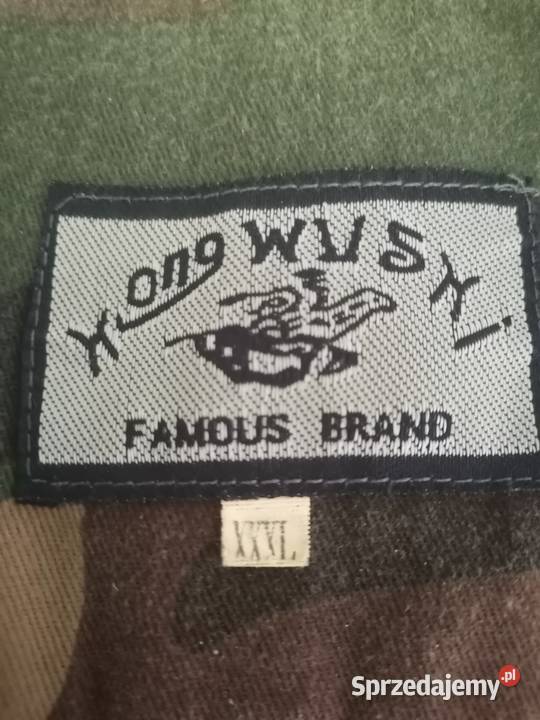 Hong WUSHi
FAMOUS BRAND
XXXL
Sprzedajemy.pl